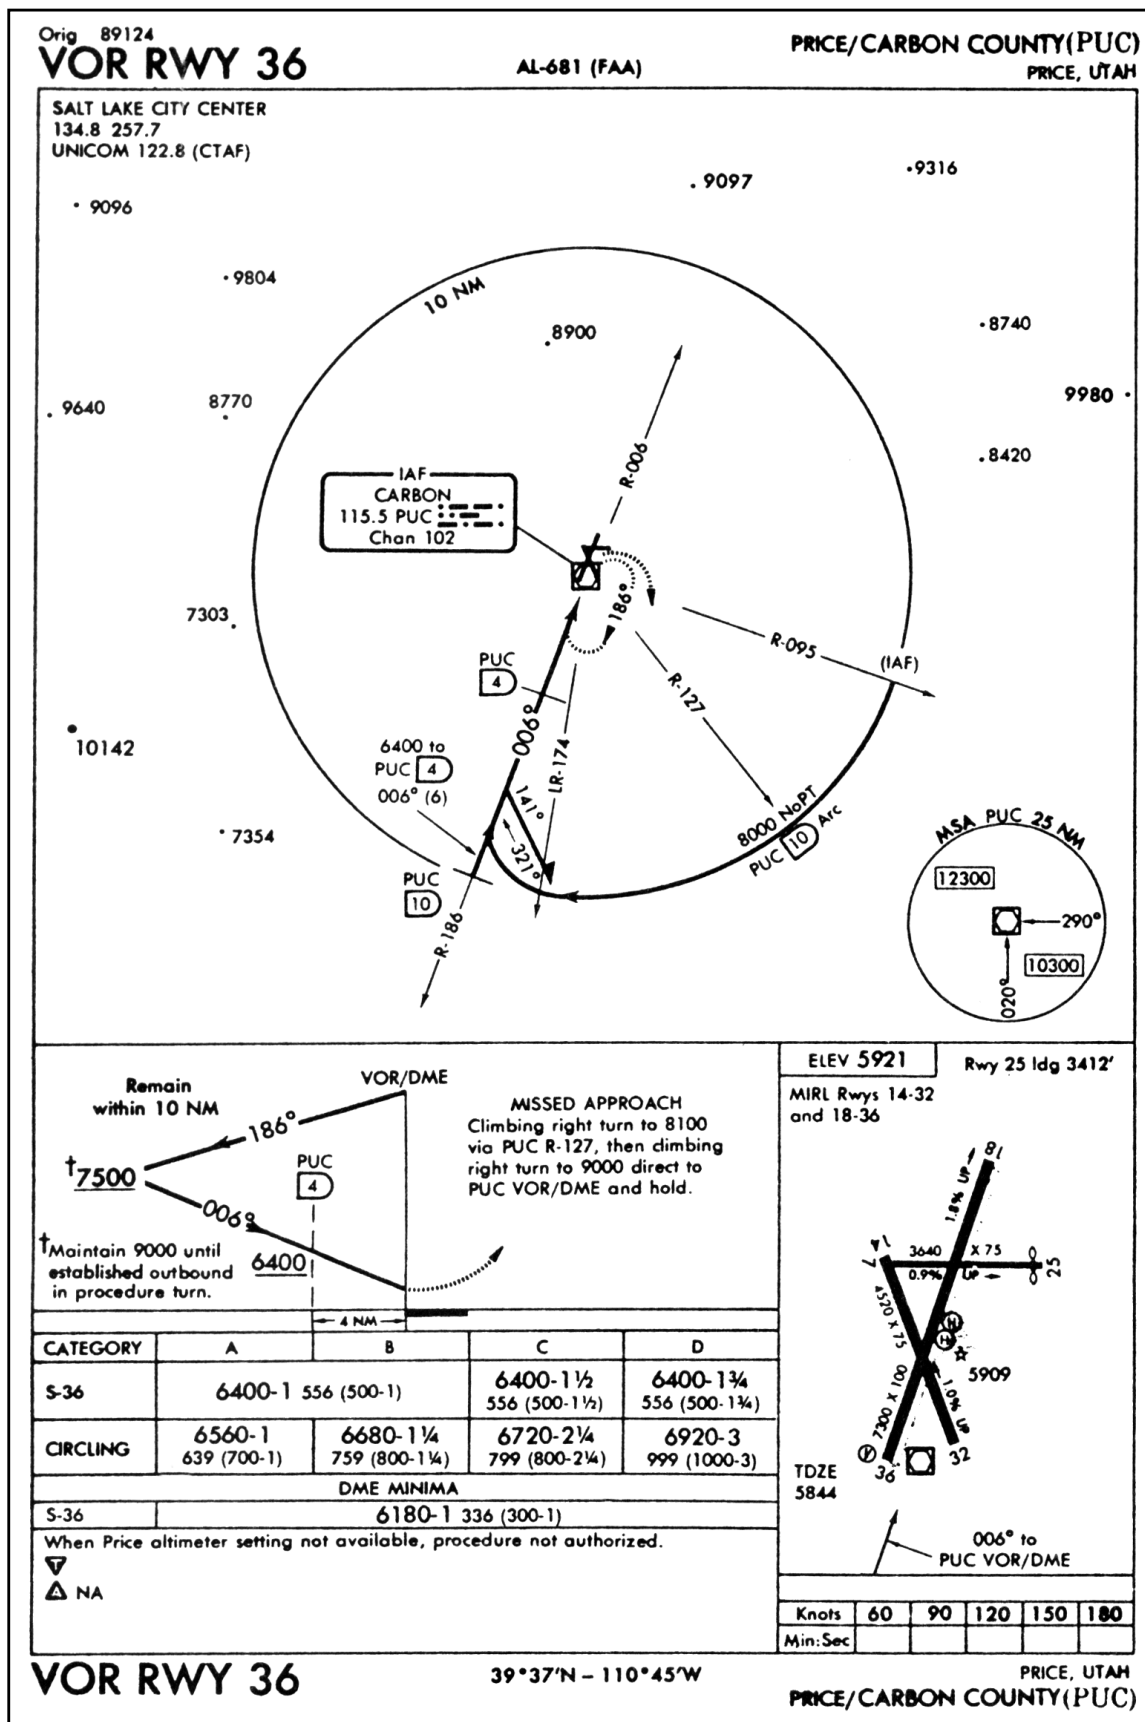 Orig 89124
VOR RWY 36
AL-681 (FAA)
PRICE/CARBON COUNTY(PUC)
PRICE, UTAH
SALT LAKE CITY CENTER
134.8 257.7
UNICOM 122.8 (CTAF)
9096
9097
9316
9804
10 NM
8900
8740
9640
8770
9980
8420
R-006
IAF
CARBON
115.5 PUC
Chan 102
186°
7303
R-095
(IAF)
PUC
4
R-127
006°
10142
6400 to
PUC 4
006° (6)
LR-174
141°
321°
7354
8000 NoPT
PUC 10 Arc
PUC
10
R-186
MSA PUC 25 NM
12300
290°
10300
020°
Remain
within 10 NM
VOR/DME
186°
†7500
PUC
4
006°
†Maintain 9000 until
established outbound
in procedure turn.
6400
4 NM
MISSED APPROACH
Climbing right turn to 8100
via PUC R-127, then climbing
right turn to 9000 direct to
PUC VOR/DME and hold.
ELEV 5921
Rwy 25 ldg 3412'
MIRL Rwys 14-32
and 18-36
18
1.8% UP
7
3640 X 75
0.9% UP
25
4520 X 75
H
H
5909
7300 X 100
1.0% UP
36
32
TDZE
5844
006° to
PUC VOR/DME
CATEGORY A B C D
S-36 6400-1 556 (500-1) 6400-1½ 6400-1¾
556 (500-1½) 556 (500-1¾)
CIRCLING 6560-1 6680-1¼ 6720-2¼ 6920-3
639 (700-1) 759 (800-1¼) 799 (800-2¼) 999 (1000-3)
DME MINIMA
S-36 6180-1 336 (300-1)
When Price altimeter setting not available, procedure not authorized.
T
A NA
Knots 60 90 120 150 180
Min:Sec
VOR RWY 36
39°37'N – 110°45'W
PRICE, UTAH
PRICE/CARBON COUNTY(PUC)